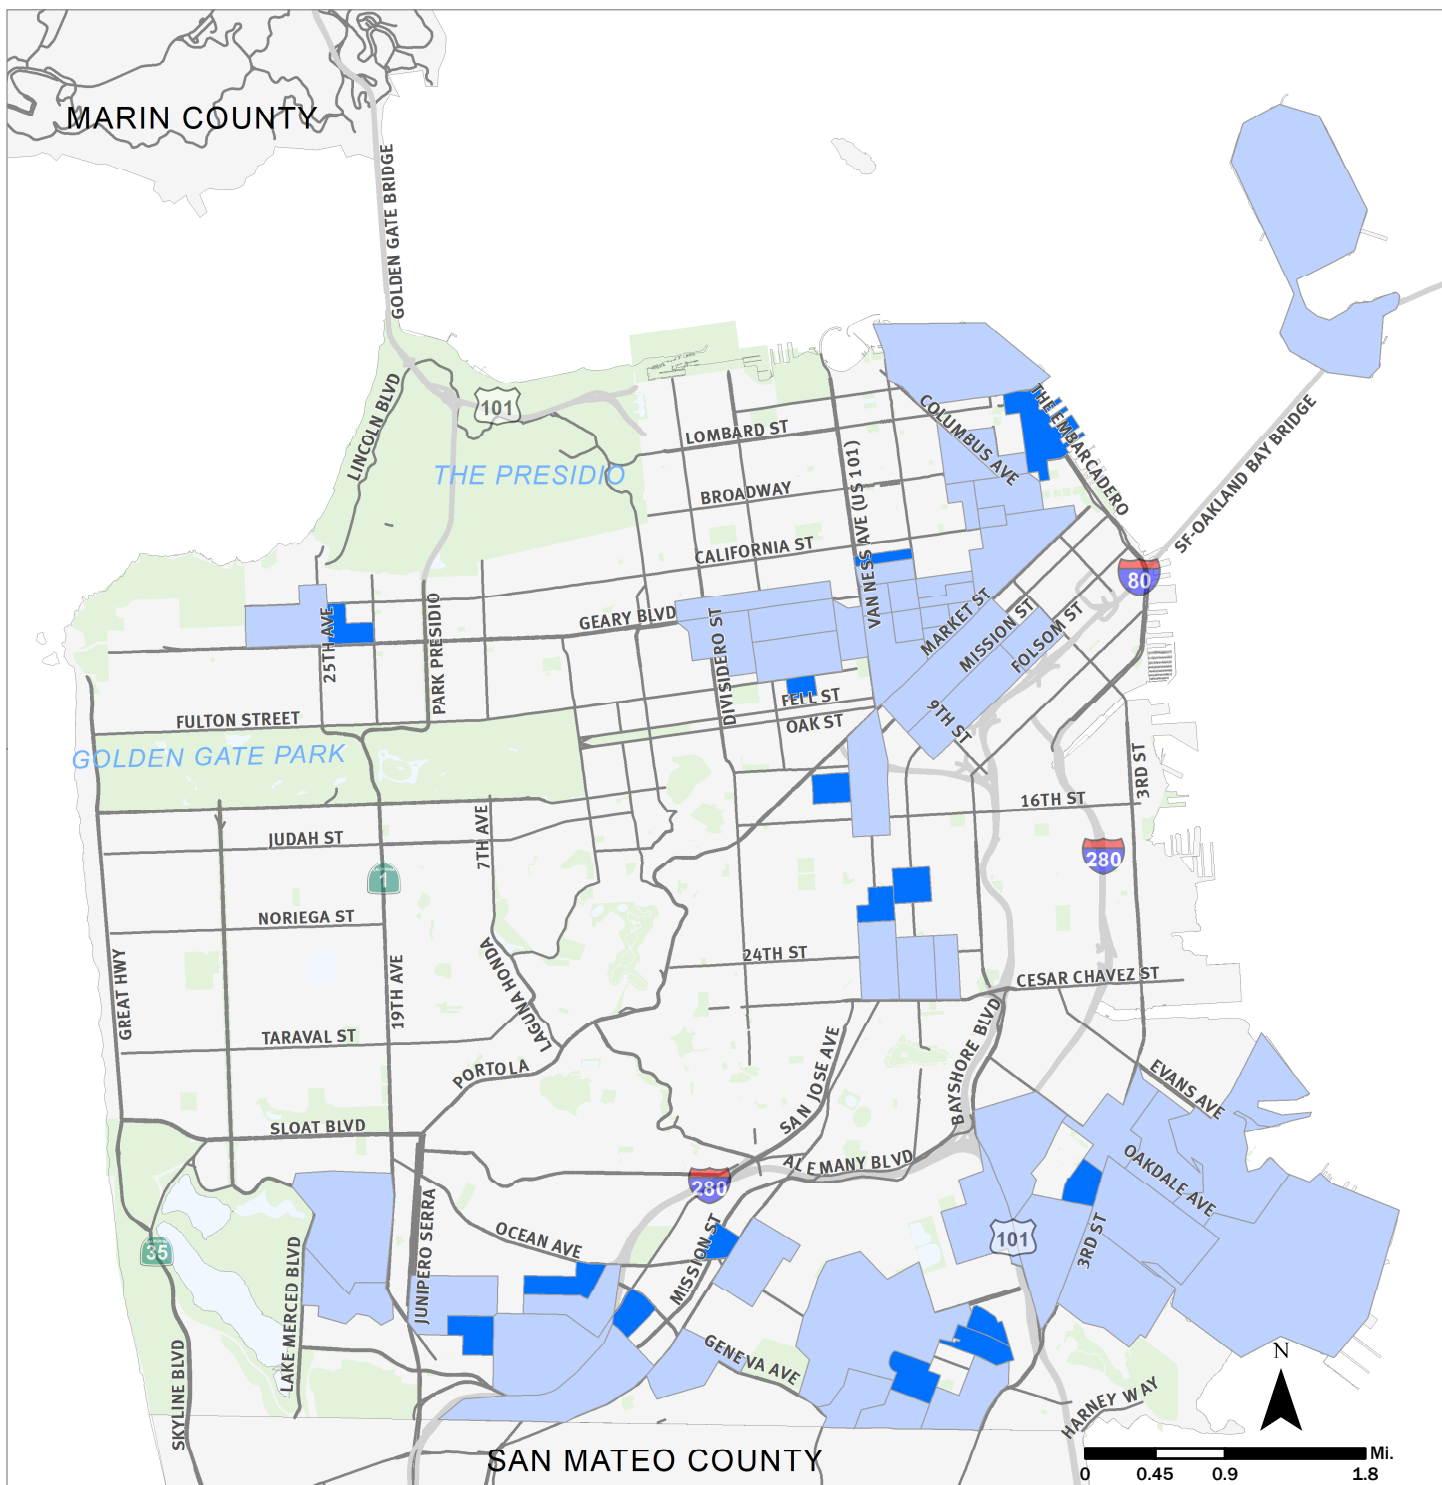 MARIN COUNTY
GOLDEN GATE BRIDGE
LINCOLN BLVD
101
THE PRESIDIO
LOMBARD ST
COLUMBUS AVE
THE EMBARCADERO
BROADWAY
VAN NESS AVE (US 101)
SF-OAKLAND BAY BRIDGE
CALIFORNIA ST
80
GEARY BLVD
25TH AVE
PARK PRESIDIO
DIVISIDERO ST
MARKET ST
MISSION ST
FOLSOM ST
FELL ST
OAK ST
9TH ST
FULTON STREET
GOLDEN GATE PARK
3RD ST
16TH ST
JUDAH ST
7TH AVE
CALIFORNIA
1
280
NORIEGA ST
GREAT HWY
19TH AVE
LAGUNA HONDA
24TH ST
CESAR CHAVEZ ST
TARAVAL ST
PORTOLA
SAN JOSE AVE
BAYSHORE BLVD
EVANS AVE
SLOAT BLVD
ALEMANY BLVD
OAKDALE AVE
280
JUNIPERO SERRA
OCEAN AVE
MISSION ST
101
3RD ST
CALIFORNIA
35
LAKE MERCED BLVD
SKYLINE BLVD
GENEVA AVE
HARNEY WAY
N
SAN MATEO COUNTY
Mi.
0 0.45 0.9 1.8